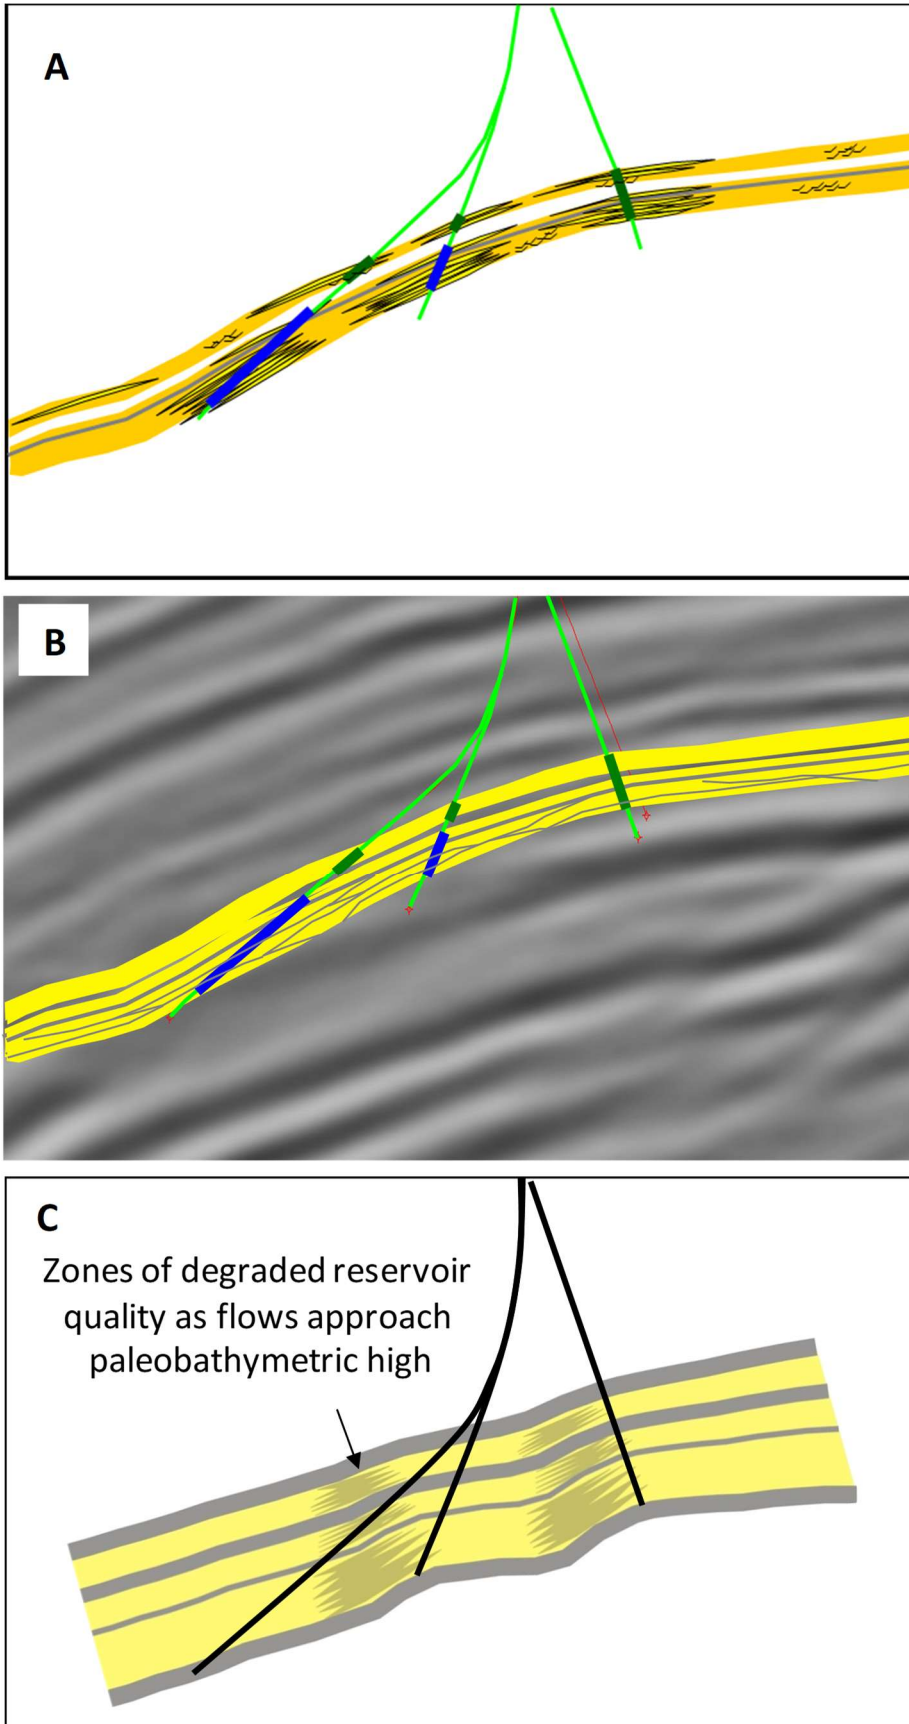 A
B
C
Zones of degraded reservoir
quality as flows approach
paleobathymetric high